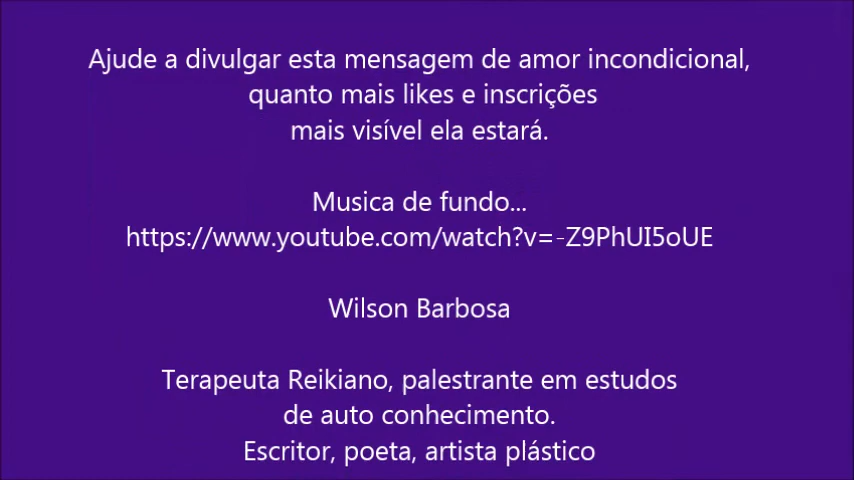 Ajude a divulgar esta mensagem de amor incondicional,
quanto mais likes e inscrições
mais visível ela estará.
Musica de fundo...
https://www.youtube.com/watch?v=-Z9PhUI5oUE
Wilson Barbosa
Terapeuta Reikiano, palestrante em estudos
de auto conhecimento.
Escritor, poeta, artista plástico